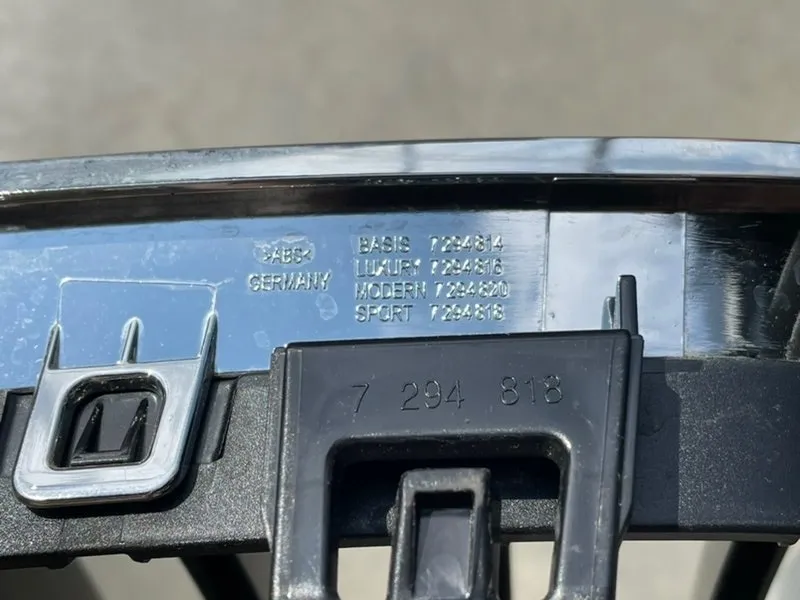 >ABS<
GERMANY
BASIS 7294814
LUXURY 7294816
MODERN 7294820
SPORT 7294818
7 294 818